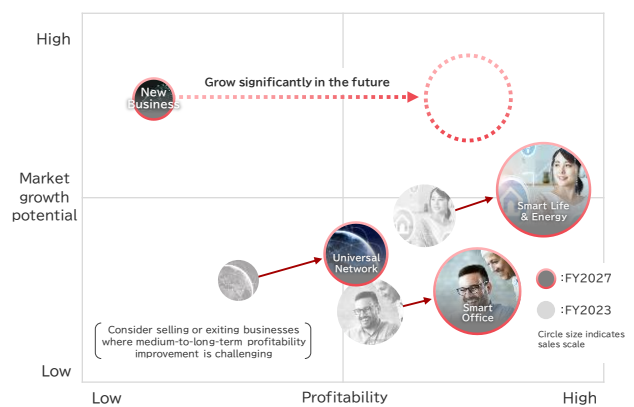 High
New
Business
Grow significantly in the future
Market
growth
potential
Smart Life
& Energy
Universal
Network
Smart
Office
:FY2027
:FY2023
Circle size indicates
sales scale
Consider selling or exiting businesses
where medium-to-long-term profitability
improvement is challenging
Low
Low
Profitability
High